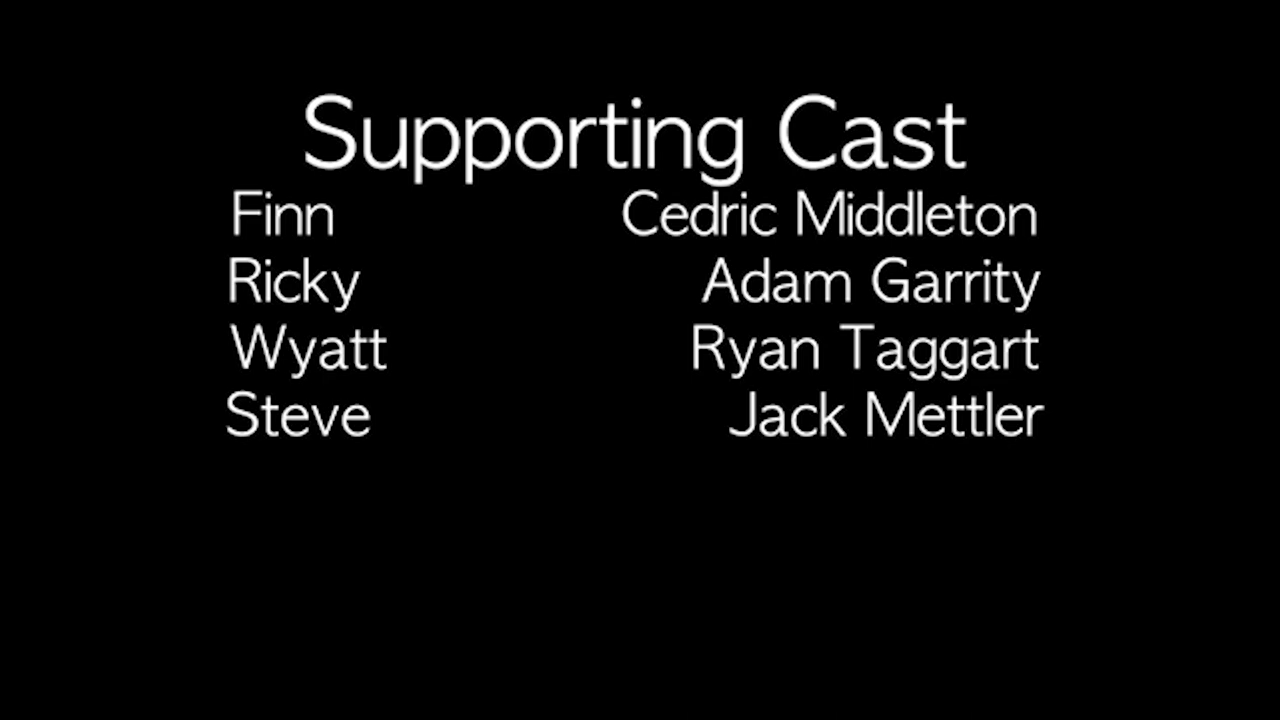 Supporting Cast
Finn Cedric Middleton
Ricky Adam Garrity
Wyatt Ryan Taggart
Steve Jack Mettler